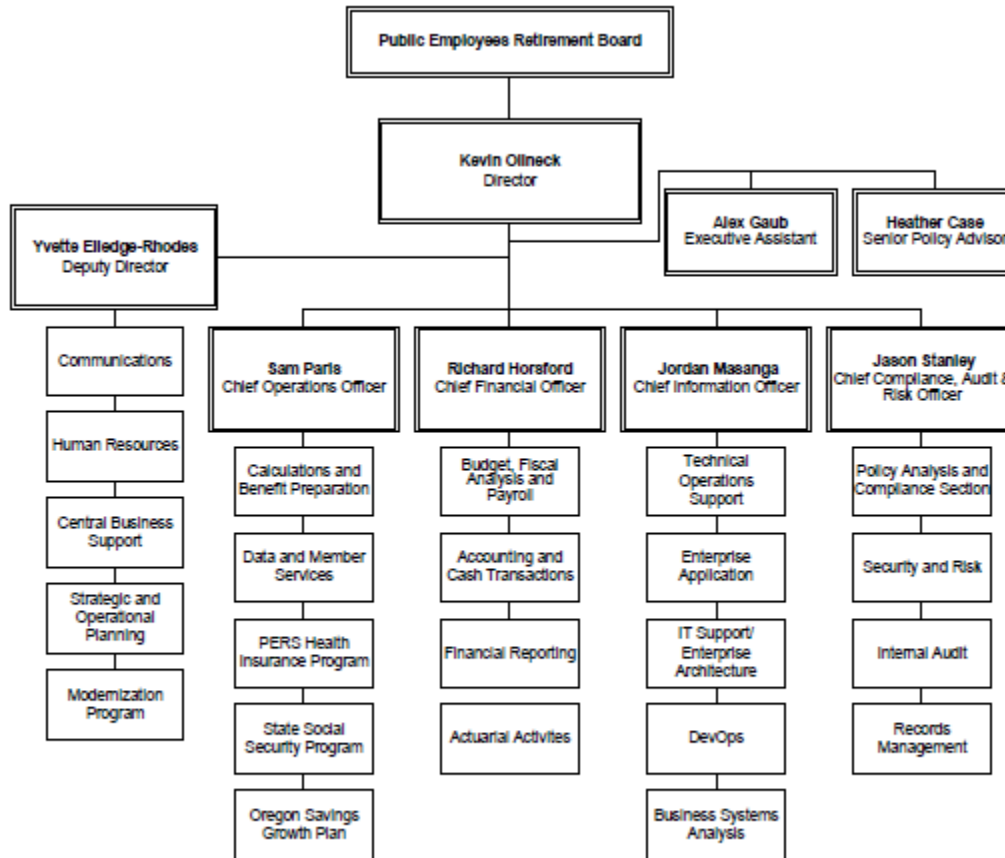 Public Employees Retirement Board
Kevin Olineck
Director
Alex Gaub
Executive Assistant
Heather Case
Senior Policy Advisor
Yvette Elledge-Rhodes
Deputy Director
Communications
Human Resources
Central Business
Support
Strategic and
Operational
Planning
Modernization
Program
Sam Paris
Chief Operations Officer
Calculations and
Benefit Preparation
Data and Member
Services
PERS Health
Insurance Program
State Social
Security Program
Oregon Savings
Growth Plan
Richard Horsford
Chief Financial Officer
Budget, Fiscal
Analysis and
Payroll
Accounting and
Cash Transactions
Financial Reporting
Actuarial Activites
Jordan Masanga
Chief Information Officer
Technical
Operations
Support
Enterprise
Application
IT Support/
Enterprise
Architecture
DevOps
Business Systems
Analysis
Jason Stanley
Chief Compliance, Audit &
Risk Officer
Policy Analysis and
Compliance Section
Security and Risk
Internal Audit
Records
Management